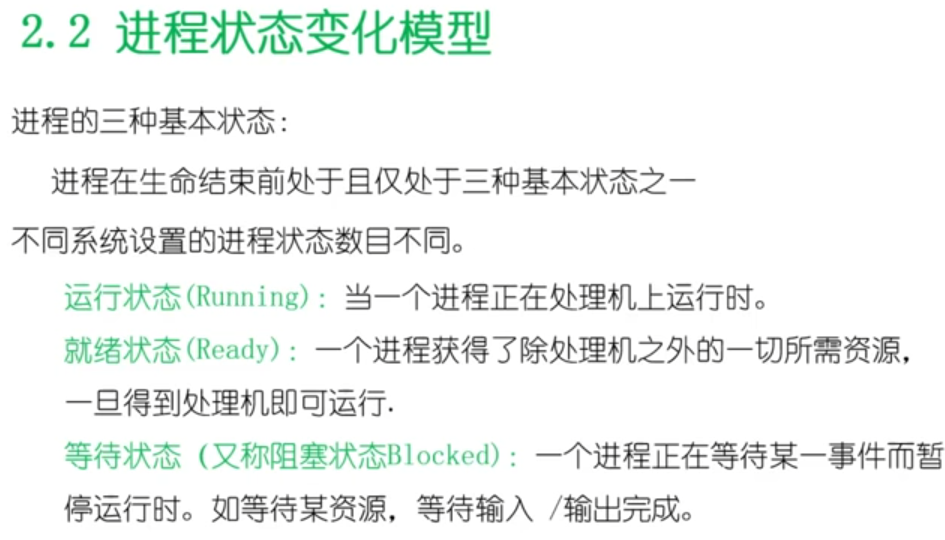 2.2 进程状态变化模型
进程的三种基本状态:
进程在生命结束前处于且仅处于三种基本状态之一
不同系统设置的进程状态数目不同。
运行状态(Running): 当一个进程正在处理机上运行时。
就绪状态(Ready): 一个进程获得了除处理机之外的一切所需资源,
一旦得到处理机即可运行.
等待状态 (又称阻塞状态Blocked): 一个进程正在等待某一事件而暂
停运行时。如等待某资源, 等待输入 /输出完成。